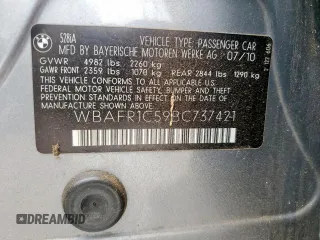 528iA VEHICLE TYPE: PASSENGER CAR
MFD BY BAYERISCHE MOTOREN WERKE AG 07/10
GVWR 4982 lbs. 2260 kg
GAWR FRONT 2359 lbs 1070 kg REAR 2844 lbs 1290 kg
THIS VEHICLE CONFORMS TO ALL APPLICABLE
FEDERAL MOTOR VEHICLE SAFETY, BUMPER AND
THEFT PREVENTION STANDARDS IN EFFECT ON
THE DATE OF MANUFACTURE SHOWN ABOVE.
WBAFR1C59BC737421
DREAMBID